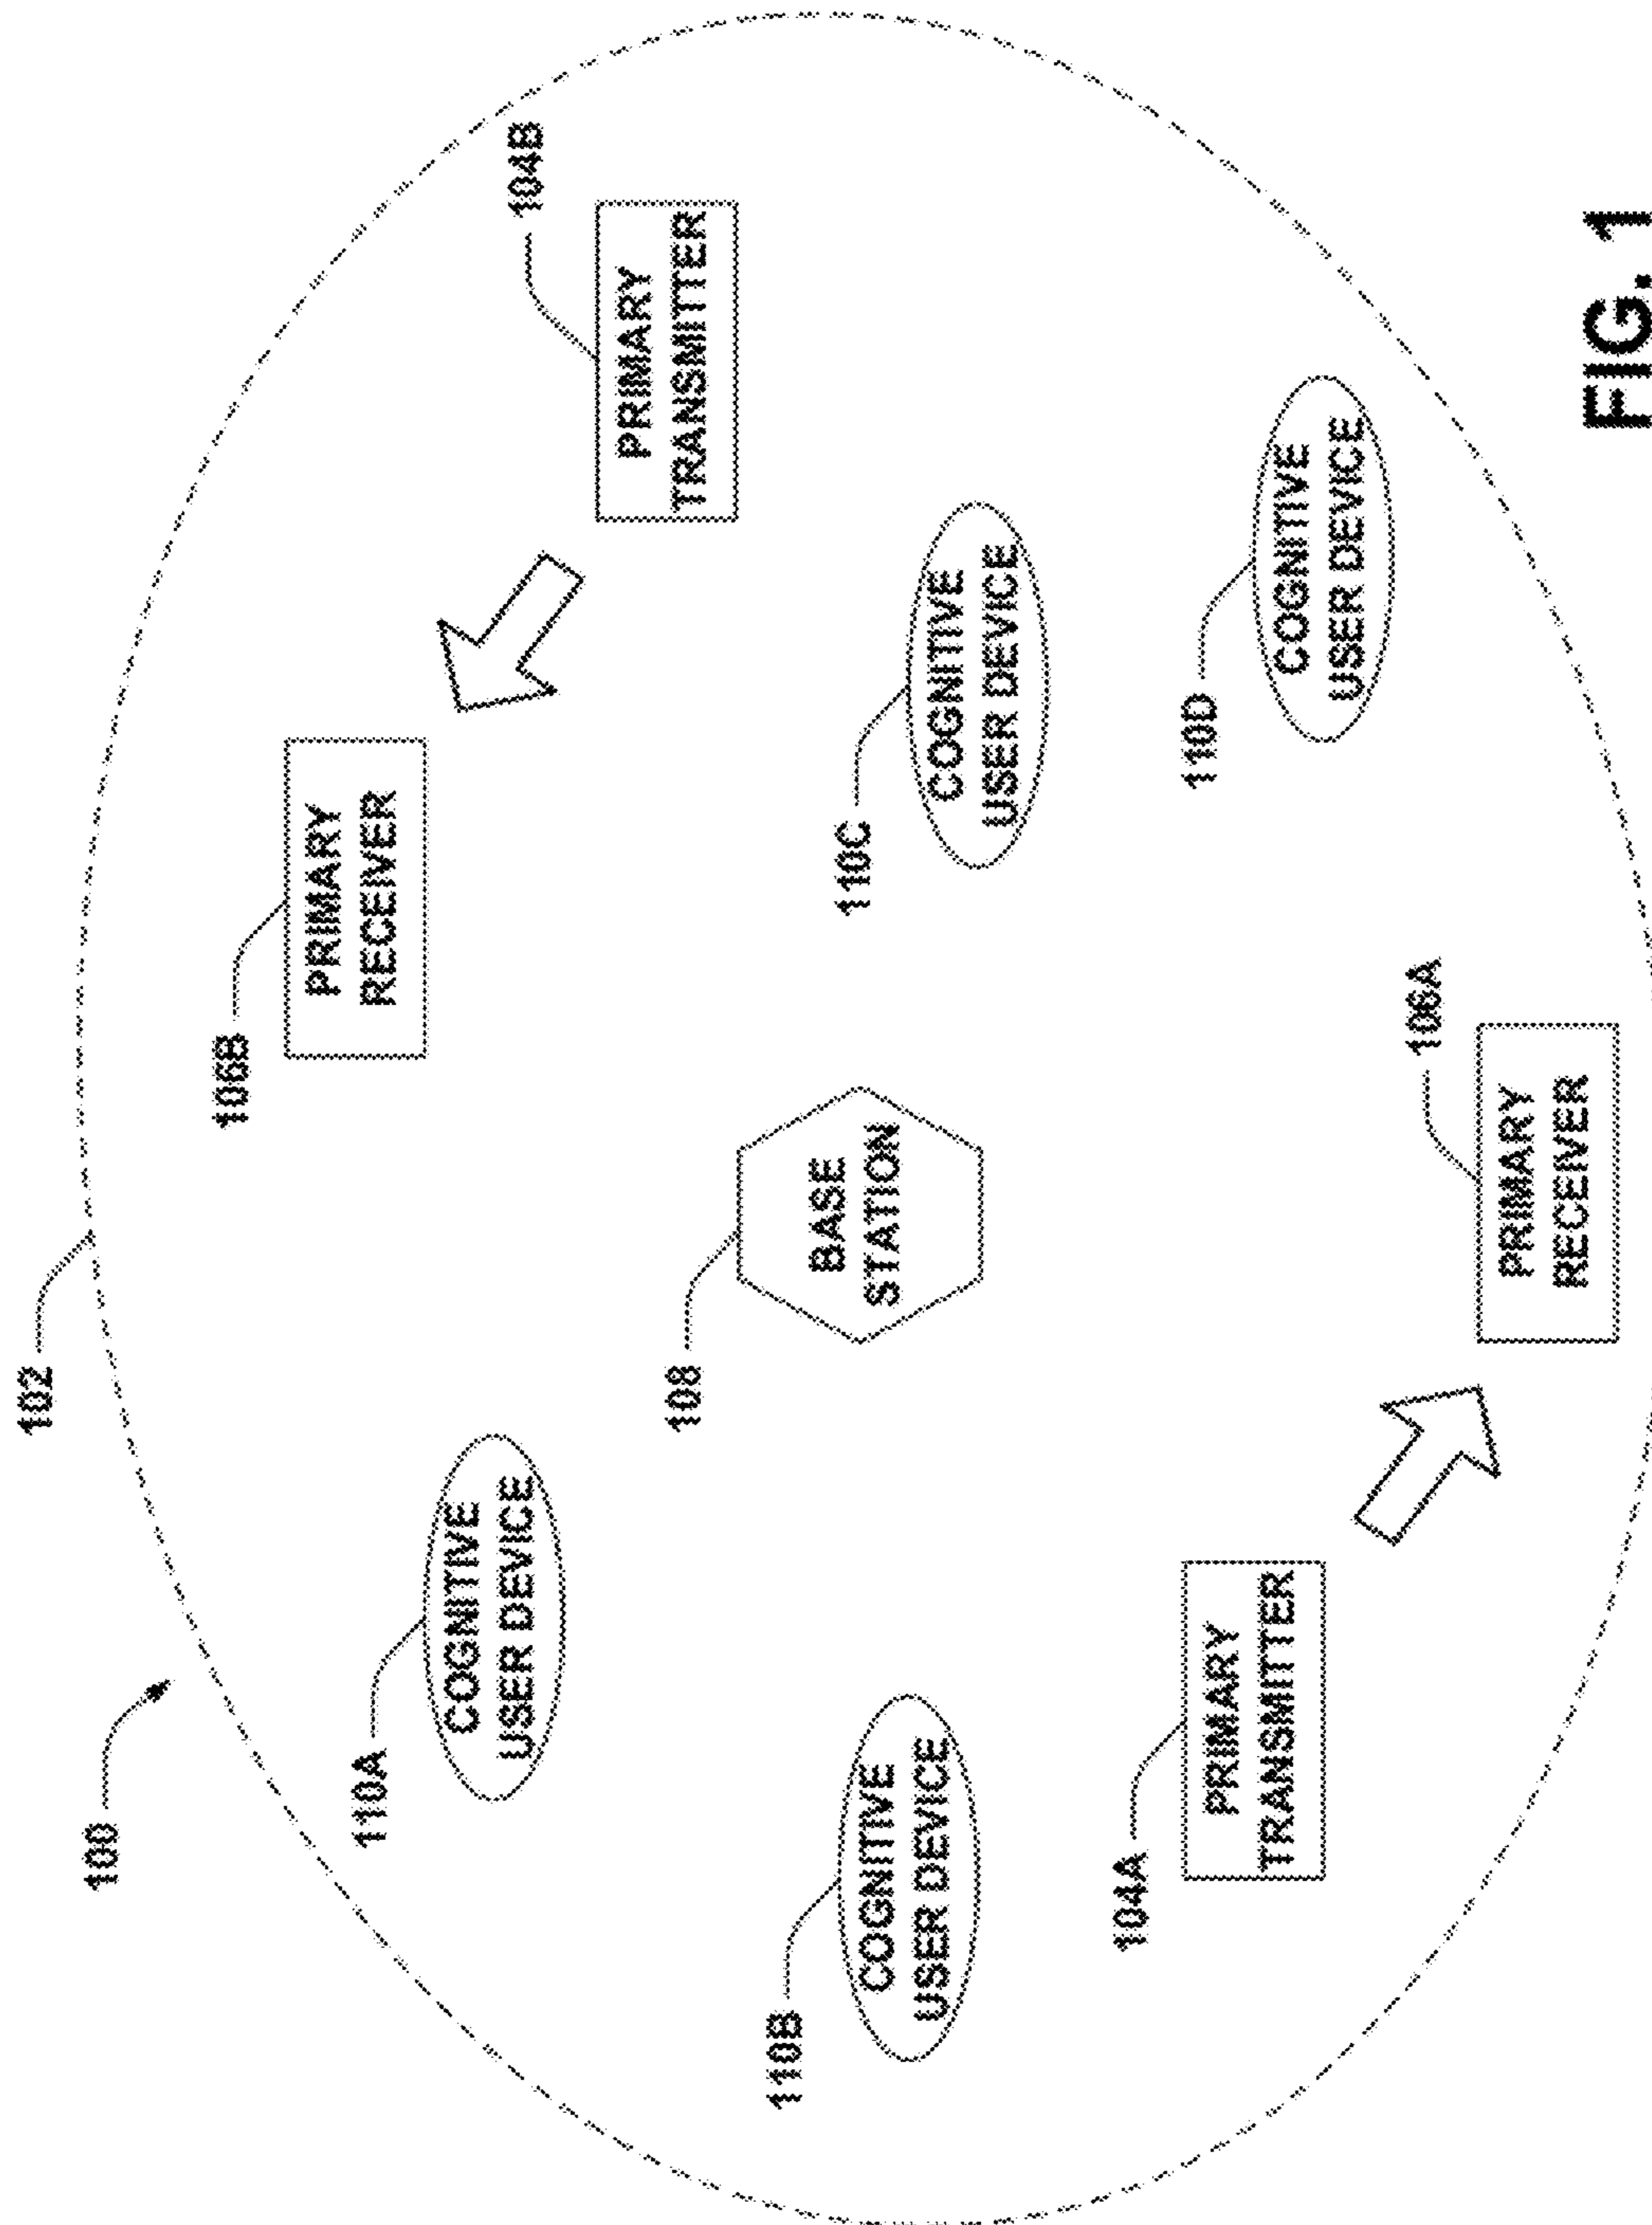 102
100
106B
PRIMARY
RECEIVER
104B
PRIMARY
TRANSMITTER
110A
COGNITIVE
USER DEVICE
108
BASE
STATION
110B
COGNITIVE
USER DEVICE
110C
COGNITIVE
USER DEVICE
104A
PRIMARY
TRANSMITTER
110D
COGNITIVE
USER DEVICE
106A
PRIMARY
RECEIVER
FIG. 1